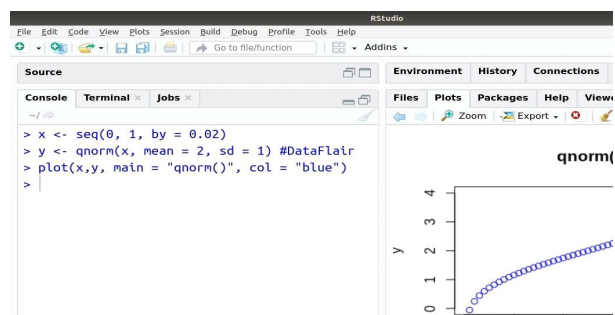 RStudio
File Edit Code View Plots Session Build Debug Profile Tools Help
Go to file/function Addins
Source
Console Terminal Jobs
~/
> x <- seq(0, 1, by = 0.02)
> y <- qnorm(x, mean = 2, sd = 1) #DataFlair
> plot(x,y, main = "qnorm()", col = "blue")
>
Environment History Connections
Files Plots Packages Help Viewe
Zoom Export
qnorm(
y
4
3
2
1
0